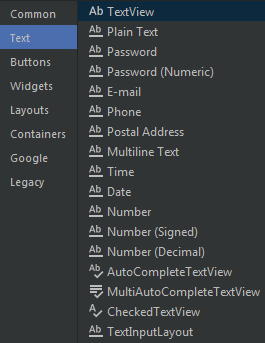 Common
Text
Buttons
Widgets
Layouts
Containers
Google
Legacy
Ab TextView
Ab Plain Text
Ab Password
Ab Password (Numeric)
Ab E-mail
Ab Phone
Ab Postal Address
Ab Multiline Text
Ab Time
Ab Date
Ab Number
Ab Number (Signed)
Ab Number (Decimal)
Ab AutoCompleteTextView
MultiAutoCompleteTextView
A CheckedTextView
Ab TextInputLayout